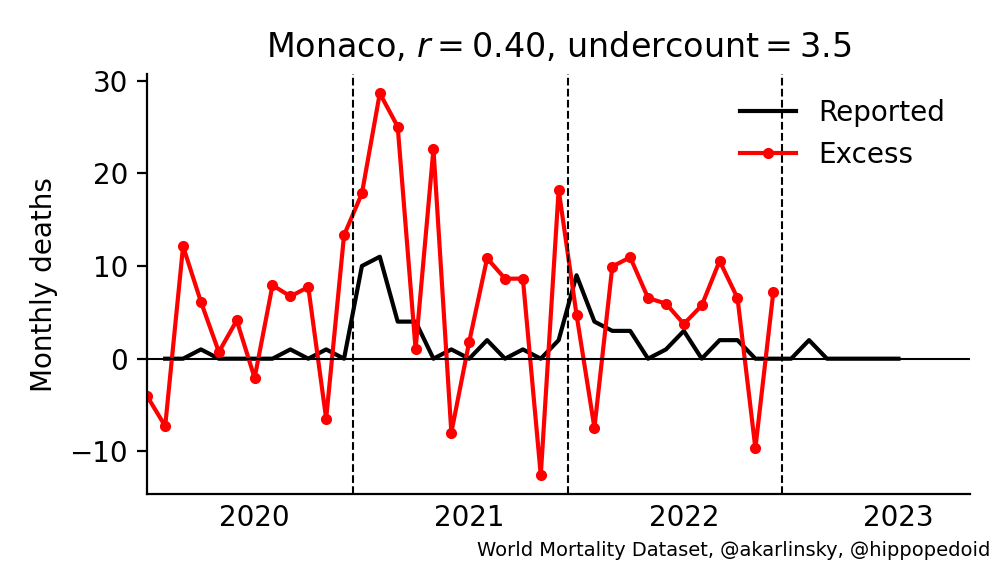 Monaco, r = 0.40, undercount = 3.5
Reported
Excess
Monthly deaths
30
20
10
0
−10
2020 2021 2022 2023
World Mortality Dataset, @akarlinsky, @hippopedoid